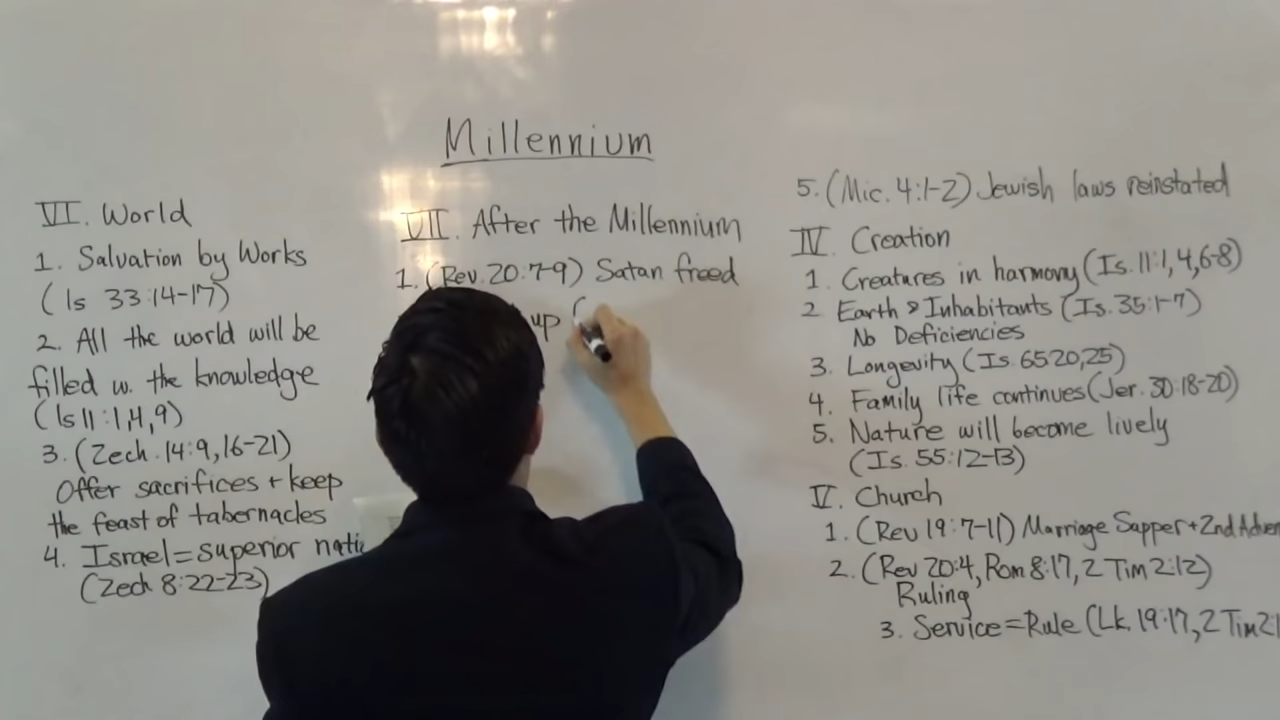 Millennium
VI. World
1. Salvation by Works
(Is 33:14-17)
2. All the world will be
filled w. the knowledge
(Is 11:1,4,9)
3. (Zech. 14:9,16-21)
Offer sacrifices + keep
the feast of tabernacles
4. Israel = superior nati
(Zech 8:22-23)
VII. After the Millennium
1. (Rev. 20:7-9) Satan freed
up (
5. (Mic. 4:1-2) Jewish laws reinstated
IV Creation
1. Creatures in harmony (Is. 11:1,4,6-8)
2 Earth & Inhabitants (Is. 35:1-7)
No Deficiencies
3. Longevity (Is. 65:20,25)
4. Family life continues (Jer. 30:18-20)
5. Nature will become lively
(Is. 55:12-13)
V. Church
1. (Rev 19:7-11) Marriage Supper + 2nd Adven
2. (Rev 20:4, Rom 8:17, 2 Tim 2:12)
Ruling
3. Service = Rule (Lk. 19:17, 2 Tim 2:1